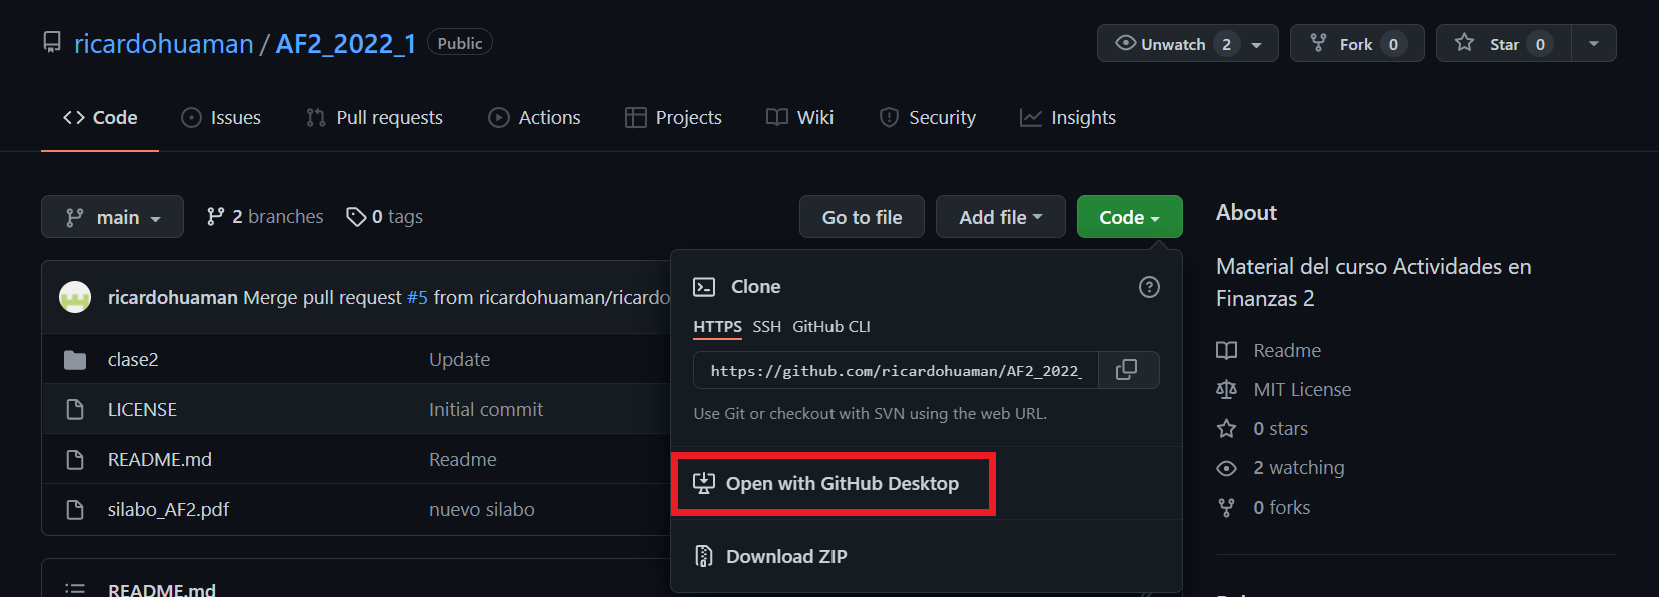 ricardohuaman / AF2_2022_1 Public
Unwatch 2
Fork 0
Star 0
Code
Issues
Pull requests
Actions
Projects
Wiki
Security
Insights
main
2 branches
0 tags
Go to file
Add file
Code
ricardohuaman Merge pull request #5 from ricardohuaman/ricardo
clase2 Update
LICENSE Initial commit
README.md Readme
silabo_AF2.pdf nuevo silabo
README.md
Clone
HTTPS SSH GitHub CLI
https://github.com/ricardohuaman/AF2_2022_
Use Git or checkout with SVN using the web URL.
Open with GitHub Desktop
Download ZIP
About
Material del curso Actividades en
Finanzas 2
Readme
MIT License
0 stars
2 watching
0 forks